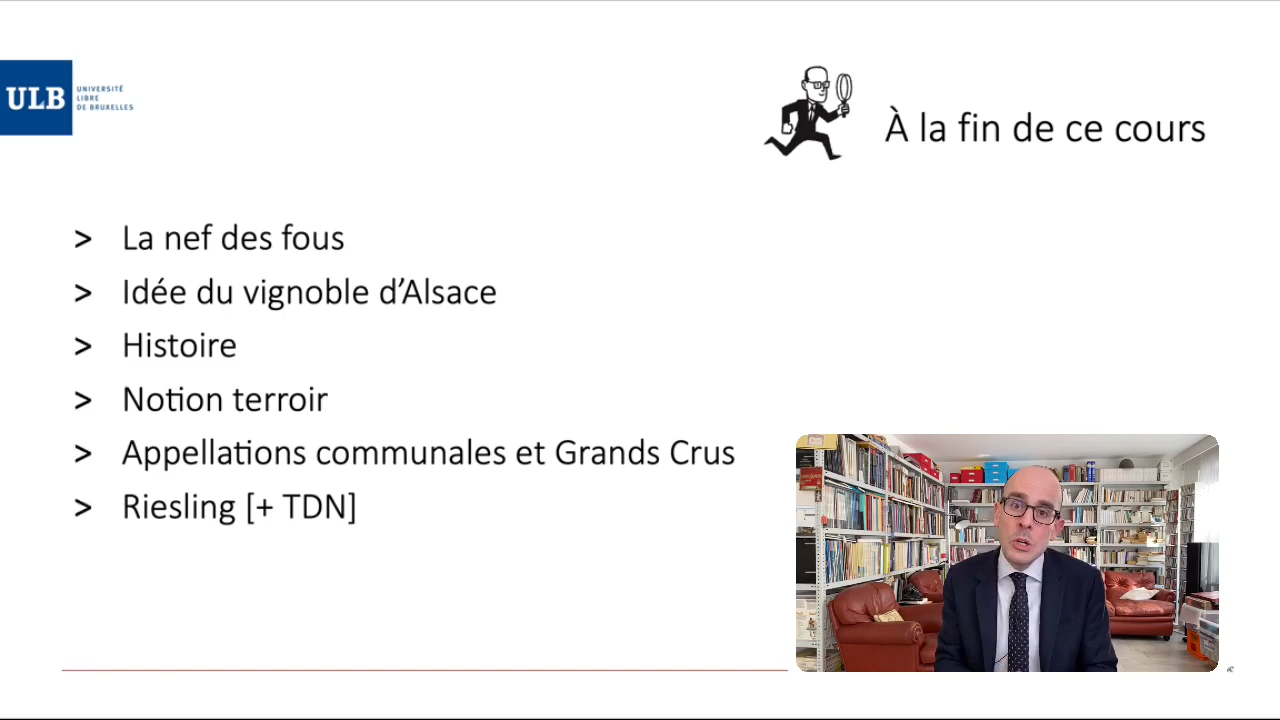 ULB
UNIVERSITÉ
LIBRE
DE BRUXELLES
À la fin de ce cours
> La nef des fous
> Idée du vignoble d’Alsace
> Histoire
> Notion terroir
> Appellations communales et Grands Crus
> Riesling [+ TDN]